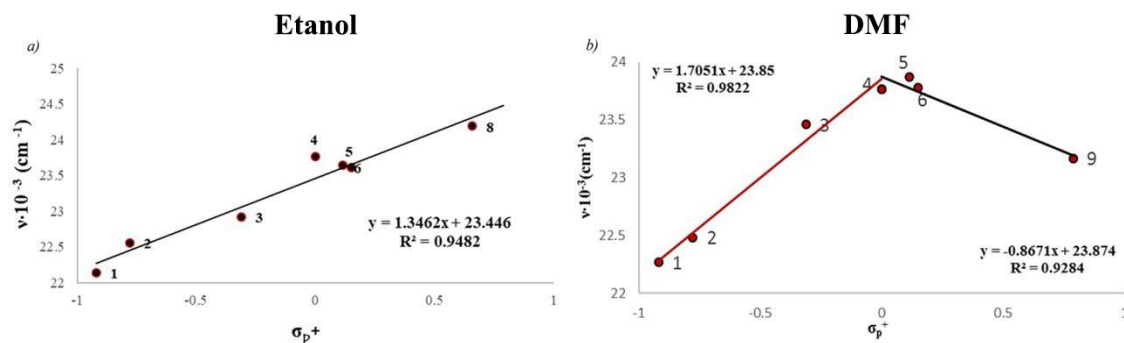 Etanol
a)
25
24.5
24
23.5
23
22.5
22
-1
-0.5
0
0.5
1
ν·10 ⁻³ (cm ⁻¹)
σₚ+
1
2
3
4
5
6
8
y = 1.3462x + 23.446
R² = 0.9482
DMF
b)
24
23.5
23
22.5
22
-1
-0.5
0
0.5
1
ν·10⁻³(cm⁻¹)
σₚ⁺
y = 1.7051x + 23.85
R² = 0.9822
1
2
3
4
5
6
9
y = -0.8671x + 23.874
R² = 0.9284